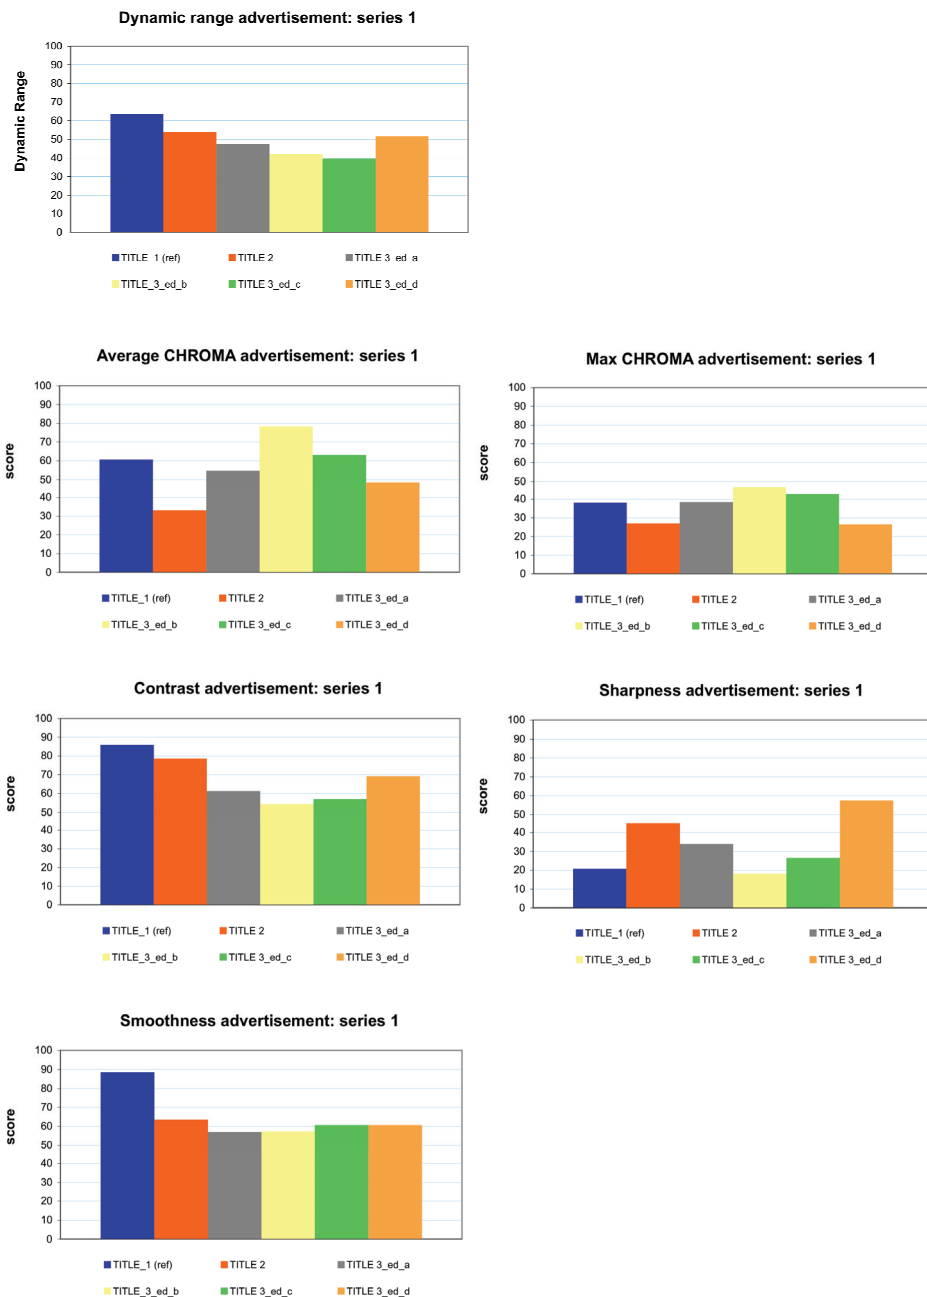 Dynamic range advertisement: series 1
Dynamic Range
100
90
80
70
60
50
40
30
20
10
0
TITLE_1 (ref) TITLE 2 TITLE 3_ed_a
TITLE_3_ed_b TITLE 3_ed_c TITLE 3_ed_d
Average CHROMA advertisement: series 1
score
100
90
80
70
60
50
40
30
20
10
0
TITLE_1 (ref) TITLE 2 TITLE 3_ed_a
TITLE_3_ed_b TITLE 3_ed_c TITLE 3_ed_d
Max CHROMA advertisement: series 1
score
100
90
80
70
60
50
40
30
20
10
0
TITLE_1 (ref) TITLE 2 TITLE 3_ed_a
TITLE_3_ed_b TITLE 3_ed_c TITLE 3_ed_d
Contrast advertisement: series 1
score
100
90
80
70
60
50
40
30
20
10
0
TITLE_1 (ref) TITLE 2 TITLE 3_ed_a
TITLE_3_ed_b TITLE 3_ed_c TITLE 3_ed_d
Sharpness advertisement: series 1
score
100
90
80
70
60
50
40
30
20
10
0
TITLE_1 (ref) TITLE 2 TITLE 3_ed_a
TITLE_3_ed_b TITLE 3_ed_c TITLE 3_ed_d
Smoothness advertisement: series 1
score
100
90
80
70
60
50
40
30
20
10
0
TITLE_1 (ref) TITLE 2 TITLE 3_ed_a
TITLE_3_ed_b TITLE 3_ed_c TITLE 3_ed_d